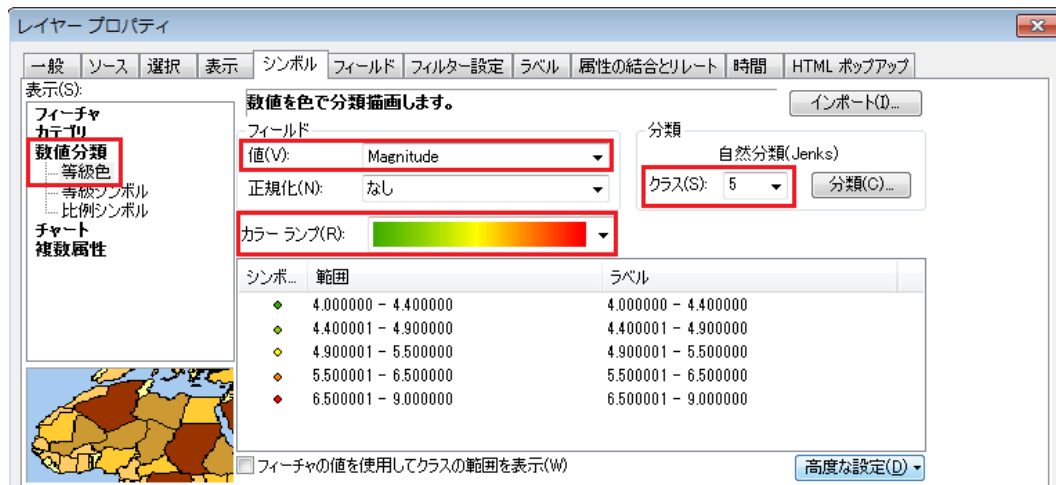 レイヤー プロパティ
一般 ソース 選択 表示 シンボル フィールド フィルター設定 ラベル 属性の結合とリレート 時間 HTML ポップアップ
表示(S):
フィーチャ
カテゴリ
数値分類
等級色
等級シンボル
比例シンボル
チャート
複数属性
数値を色で分類描画します。
インポート(I)...
フィールド
値(V): Magnitude
正規化(N): なし
分類
自然分類(Jenks)
クラス(S): 5 分類(C)...
カラー ランプ(R):
シンボ... 範囲 ラベル
4.000000 - 4.400000 4.000000 - 4.400000
4.400001 - 4.900000 4.400001 - 4.900000
4.900001 - 5.500000 4.900001 - 5.500000
5.500001 - 6.500000 5.500001 - 6.500000
6.500001 - 9.000000 6.500001 - 9.000000
フィーチャの値を使用してクラスの範囲を表示(W)
高度な設定(D)